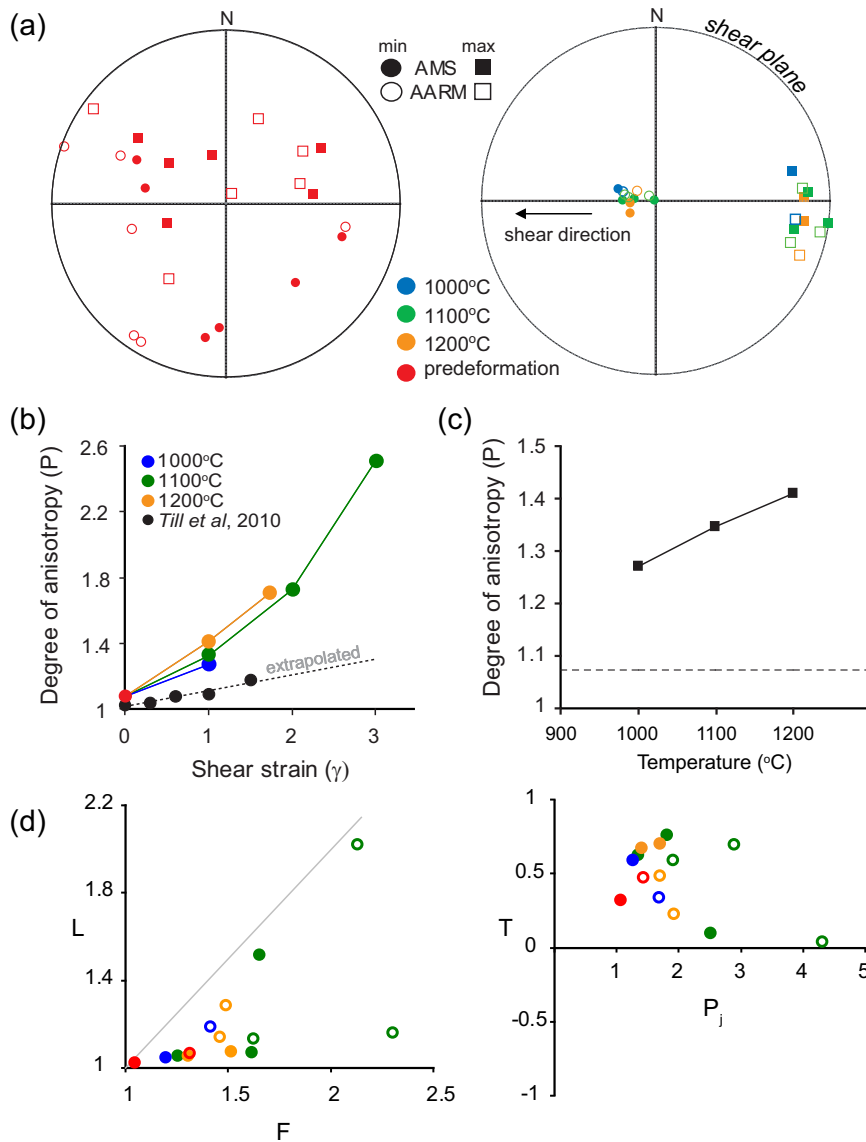 (a)
N
N
min
max
AMS
AARM
shear plane
shear direction
1000°C
1100°C
1200°C
predeformation
(b)
Degree of anisotropy (P)
2.6
2.2
1.8
1.4
1
0
1
2
3
Shear strain (γ)
1000°C
1100°C
1200°C
Till et al, 2010
extrapolated
(c)
Degree of anisotropy (P)
1.5
1.4
1.3
1.2
1.1
1
900
1000
1100
1200
Temperature (°C)
(d)
L
2.2
1.8
1.4
1
1
1.5
2
2.5
F
T
1
0.5
0
-0.5
-1
1
2
3
4
5
Pj